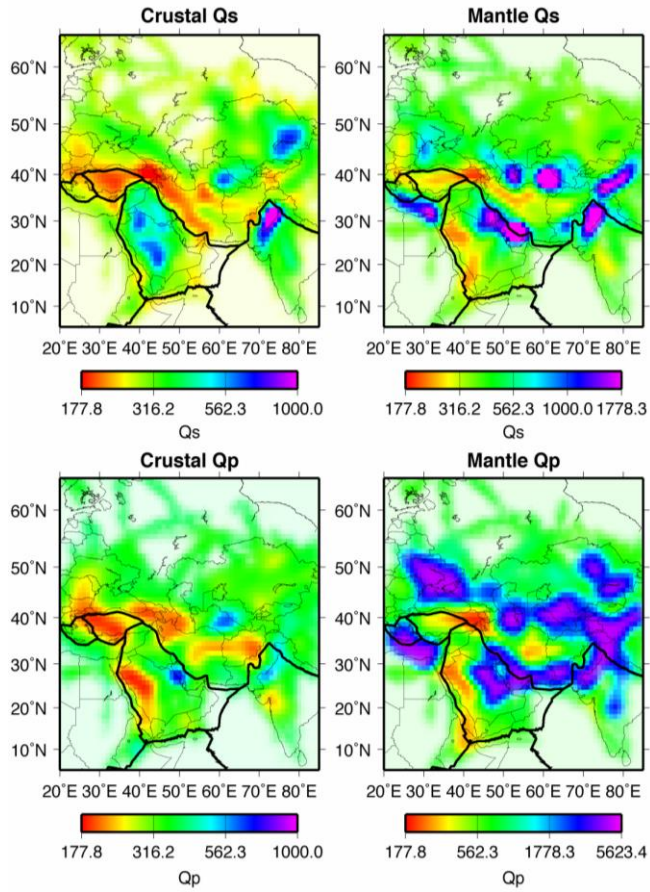 Crustal Qs Mantle Qs
60°N 60°N
50°N 50°N
40°N 40°N
30°N 30°N
20°N 20°N
10°N 10°N
20°E 30°E 40°E 50°E 60°E 70°E 80°E 20°E 30°E 40°E 50°E 60°E 70°E 80°E
177.8 316.2 562.3 1000.0 177.8 316.2 562.3 1000.0 1778.3
Qs Qs
Crustal Qp Mantle Qp
60°N 60°N
50°N 50°N
40°N 40°N
30°N 30°N
20°N 20°N
10°N 10°N
20°E 30°E 40°E 50°E 60°E 70°E 80°E 20°E 30°E 40°E 50°E 60°E 70°E 80°E
177.8 316.2 562.3 1000.0 177.8 562.3 1778.3 5623.4
Qp Qp